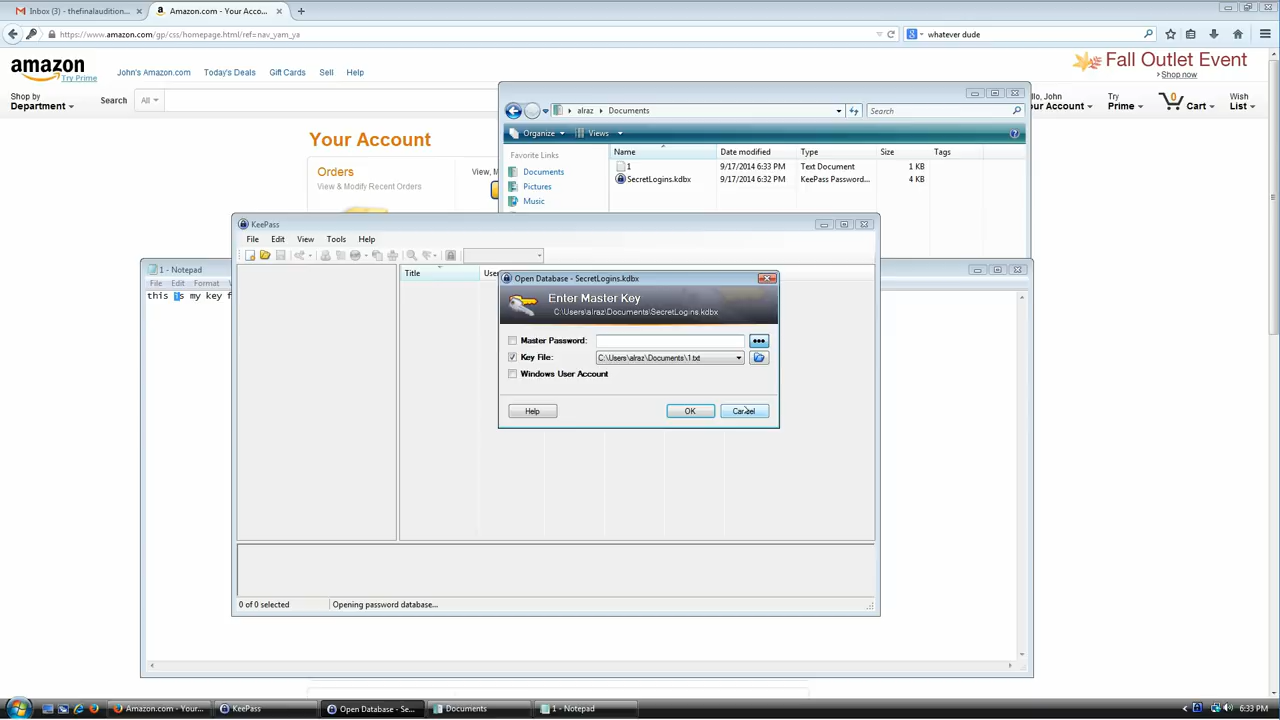 Inbox (3) - thefinalaudition...
Amazon.com - Your Acco...
https://www.amazon.com/gp/css/homepage.html/ref=nav_yam_ya
whatever dude
amazon
Try Prime
John's Amazon.com
Today's Deals
Gift Cards
Sell
Help
Fall Outlet Event
Shop now
Shop by
Department
Search
All
llo, John
our Account
Try
Prime
0
Cart
Wish
List
Your Account
Orders
View & Modify Recent Orders
View, M
alraz
Documents
Search
Organize
Views
Favorite Links
Documents
Pictures
Music
Name
Date modified
Type
Size
Tags
1
9/17/2014 6:33 PM
Text Document
1 KB
SecretLogins.kdbx
9/17/2014 6:32 PM
KeePass Password...
4 KB
KeePass
File
Edit
View
Tools
Help
Title
User
1 - Notepad
File
Edit
Format
this is my key f
Open Database - SecretLogins.kdbx
Enter Master Key
C:\Users\alraz\Documents\SecretLogins.kdbx
Master Password:
Key File:
C:\Users\alraz\Documents\1.txt
Windows User Account
Help
OK
Cancel
0 of 0 selected
Opening password database...
Amazon.com - Your...
KeePass
Open Database - Se...
Documents
1 - Notepad
6:33 PM